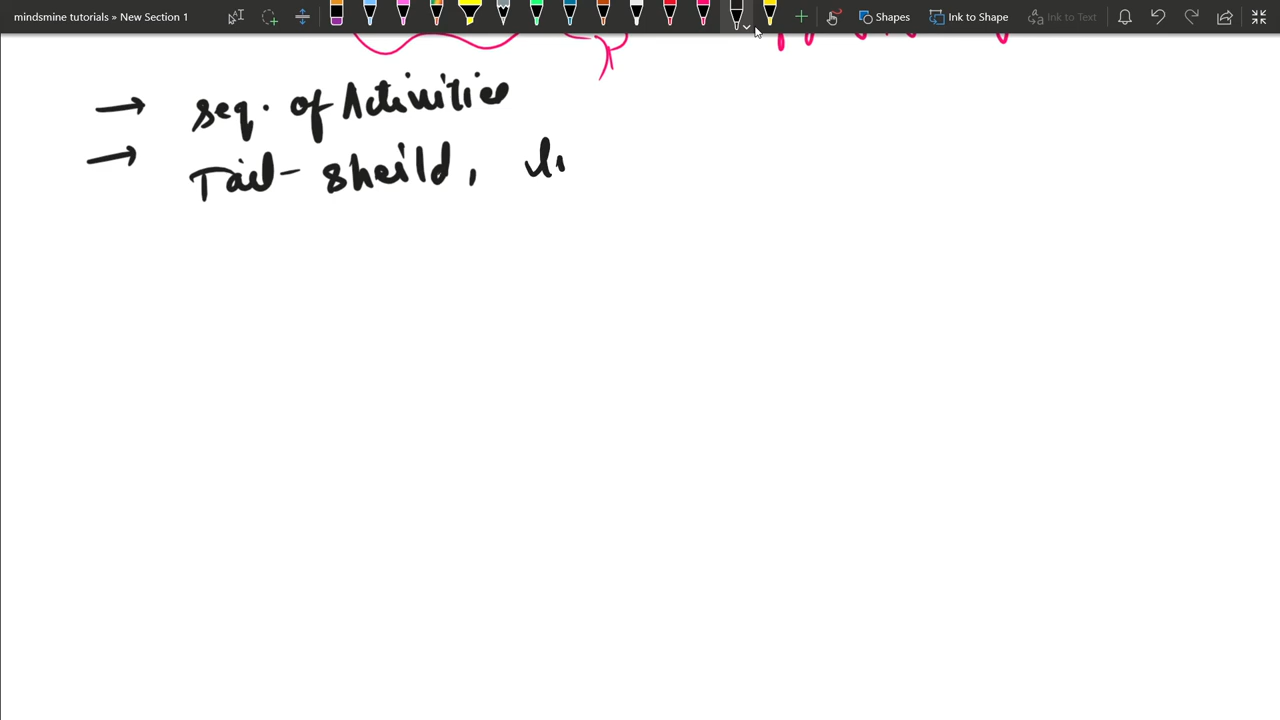 mindsmine tutorials » New Section 1
Shapes
Ink to Shape
Ink to Text
→ seq. of Activities
→ Tail-sheild,